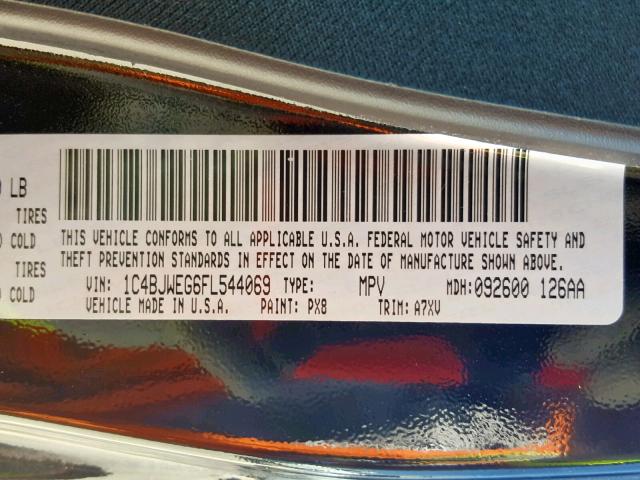 LB
TIRES
COLD
TIRES
COLD
THIS VEHICLE CONFORMS TO ALL APPLICABLE U.S.A. FEDERAL MOTOR VEHICLE SAFETY AND
THEFT PREVENTION STANDARDS IN EFFECT ON THE DATE OF MANUFACTURE SHOWN ABOVE.
VIN: 1C4BJWEG6FL544069 TYPE: MPV MDH:092600 126AA
VEHICLE MADE IN U.S.A. PAINT: PX8 TRIM: A7XV